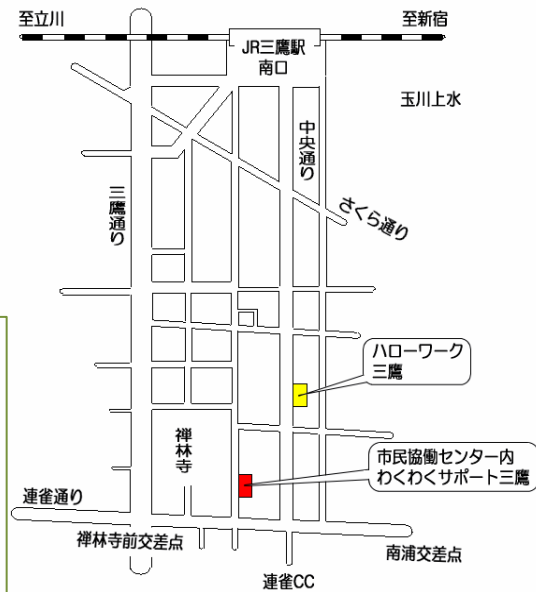 至立川
至新宿
JR三鷹駅
南口
玉川上水
中央通り
三鷹通り
さくら通り
ハローワーク
三鷹
禅林寺
市民協働センター内
わくわくサポート三鷹
連雀通り
禅林寺前交差点
南浦交差点
連雀CC